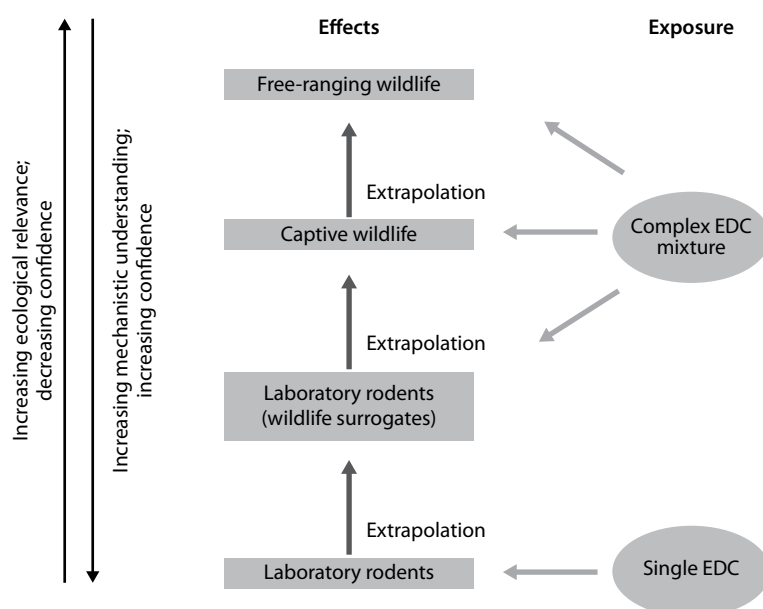 Effects
Exposure
Increasing ecological relevance;
decreasing confidence
Increasing mechanistic understanding;
increasing confidence
Free-ranging wildlife
Extrapolation
Captive wildlife
Complex EDC
mixture
Extrapolation
Laboratory rodents
(wildlife surrogates)
Extrapolation
Laboratory rodents
Single EDC